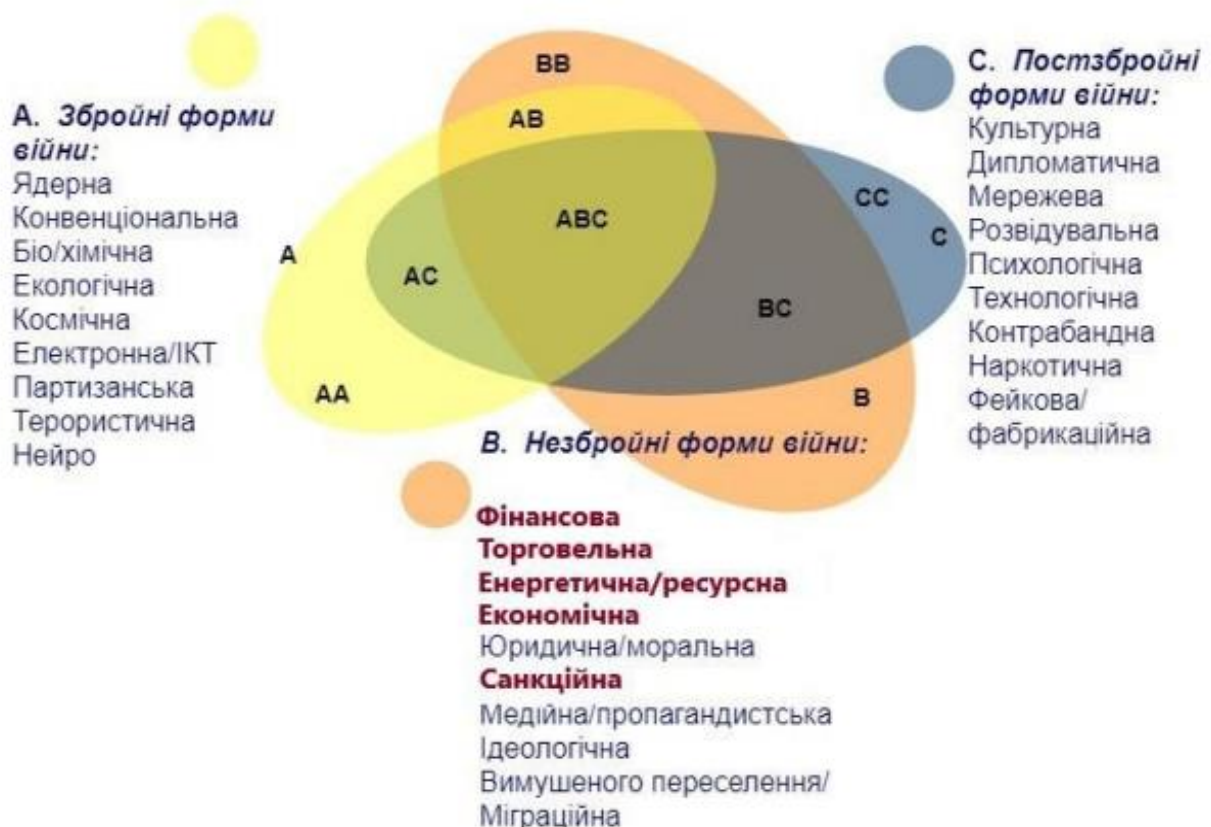 A. Збройні форми
війни:
Ядерна
Конвенціональна
Біо/хімічна
Екологічна
Космічна
Електронна/ІКТ
Партизанська
Терористична
Нейро
BB
AB
ABC
A
AC
AA
CC
C
BC
B
C. Постзбройні
форми війни:
Культурна
Дипломатична
Мережева
Розвідувальна
Психологічна
Технологічна
Контрабандна
Наркотична
Фейкова/
фабрикаційна
B. Незбройні форми війни:
Фінансова
Торговельна
Енергетична/ресурсна
Економічна
Юридична/моральна
Санкційна
Медійна/пропагандистська
Ідеологічна
Вимушеного переселення/
Міграційна